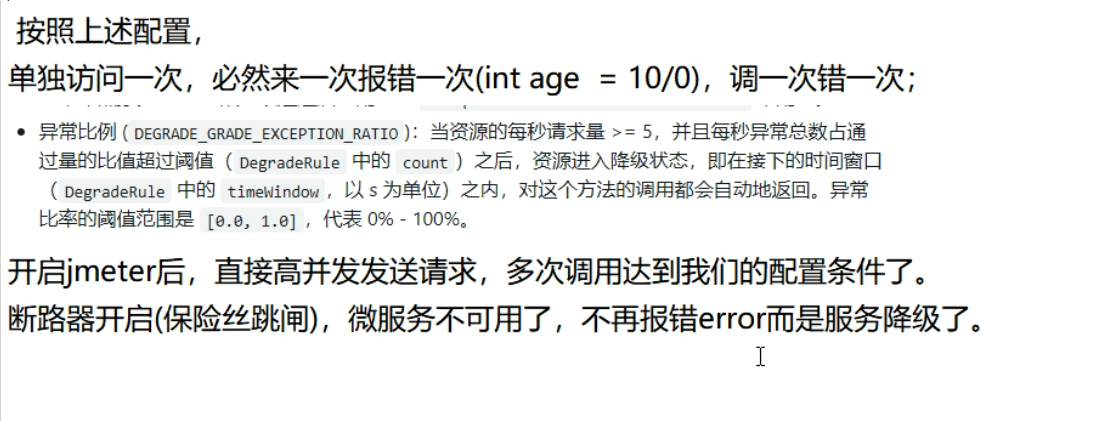 按照上述配置，
单独访问一次，必然来一次报错一次(int age = 10/0)，调一次错一次；
• 异常比例 (DEGRADE_GRADE_EXCEPTION_RATIO)：当资源的每秒请求量 >= 5，并且每秒异常总数占通
过量的比值超过阈值（DegradeRule 中的 count）之后，资源进入降级状态，即在接下的时间窗口
（DegradeRule 中的 timeWindow，以 s 为单位）之内，对这个方法的调用都会自动地返回。异常
比率的阈值范围是 [0.0, 1.0]，代表 0% - 100%。
开启jmeter后，直接高并发发送请求，多次调用达到我们的配置条件了。
断路器开启(保险丝跳闸)，微服务不可用了，不再报错error而是服务降级了。